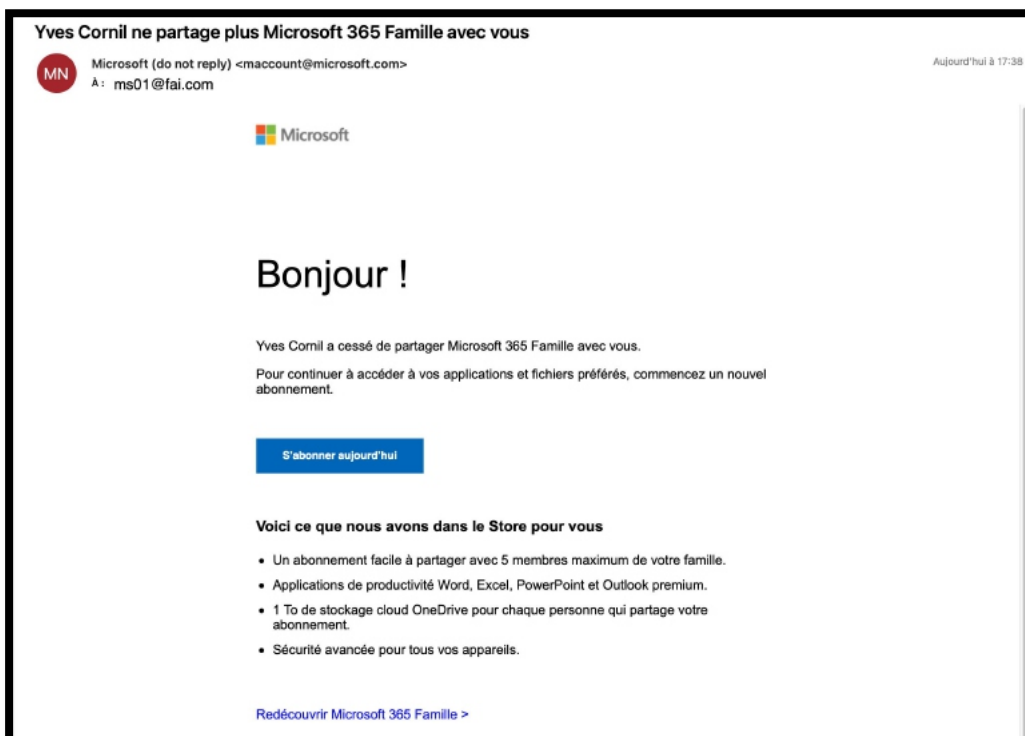 Yves Cornil ne partage plus Microsoft 365 Famille avec vous
MN
Microsoft (do not reply) <maccount@microsoft.com>
Aujourd'hui à 17:38
À : ms01@fai.com
Microsoft
Bonjour !
Yves Cornil a cessé de partager Microsoft 365 Famille avec vous.
Pour continuer à accéder à vos applications et fichiers préférés, commencez un nouvel
abonnement.
S'abonner aujourd'hui
Voici ce que nous avons dans le Store pour vous
• Un abonnement facile à partager avec 5 membres maximum de votre famille.
• Applications de productivité Word, Excel, PowerPoint et Outlook premium.
• 1 To de stockage cloud OneDrive pour chaque personne qui partage votre
abonnement.
• Sécurité avancée pour tous vos appareils.
Redécouvrir Microsoft 365 Famille >